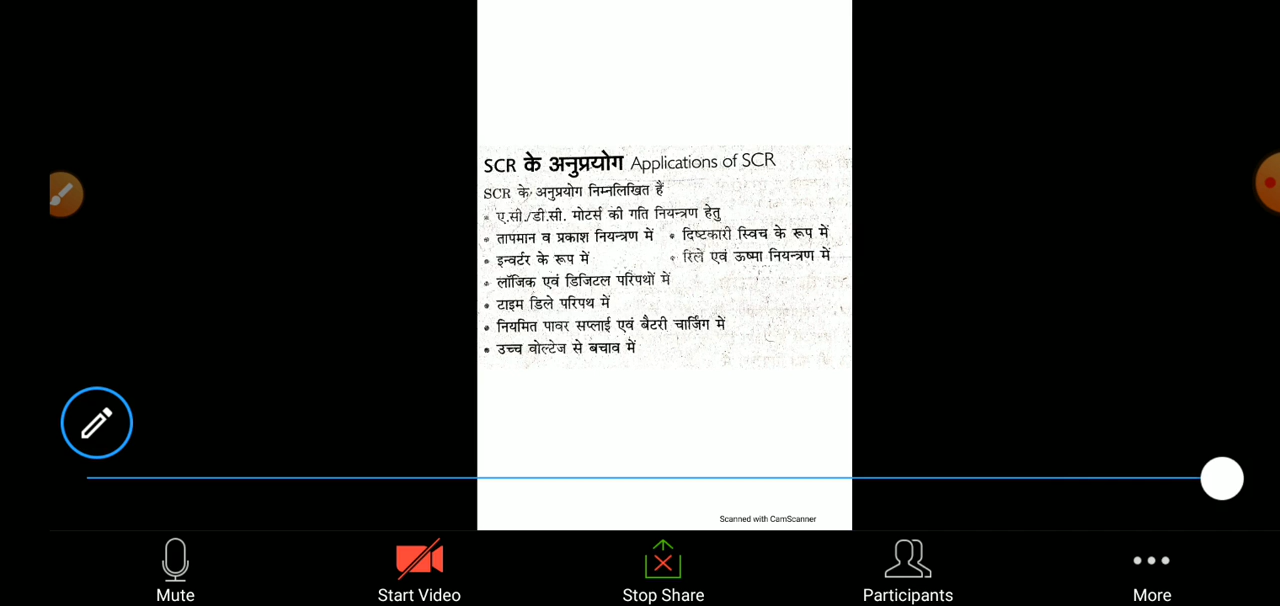 SCR के अनुप्रयोग Applications of SCR
SCR के अनुप्रयोग निम्नलिखित हैं
• ए.सी./डी.सी. मोटर्स की गति नियन्त्रण हेतु
• तापमान व प्रकाश नियन्त्रण में • दिष्टकारी स्विच के रूप में
• इन्वर्टर के रूप में • रिले एवं ऊष्मा नियन्त्रण में
• लॉजिक एवं डिजिटल परिपथों में
• टाइम डिले परिपथ में
• नियमित पावर सप्लाई एवं बैटरी चार्जिंग में
• उच्च वोल्टेज से बचाव में
Scanned with CamScanner
Mute Start Video Stop Share Participants More